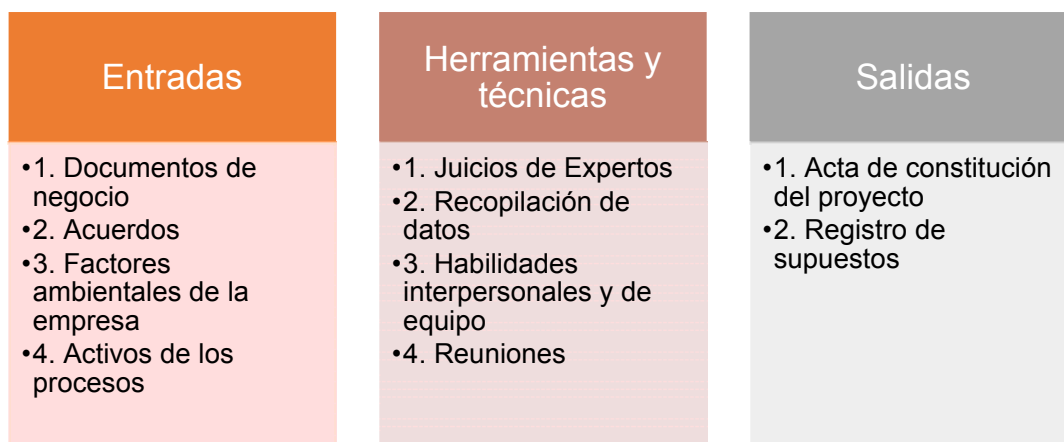 Entradas
•1. Documentos de
negocio
•2. Acuerdos
•3. Factores
ambientales de la
empresa
•4. Activos de los
procesos
Herramientas y
técnicas
•1. Juicios de Expertos
•2. Recopilación de
datos
•3. Habilidades
interpersonales y de
equipo
•4. Reuniones
Salidas
•1. Acta de constitución
del proyecto
•2. Registro de
supuestos